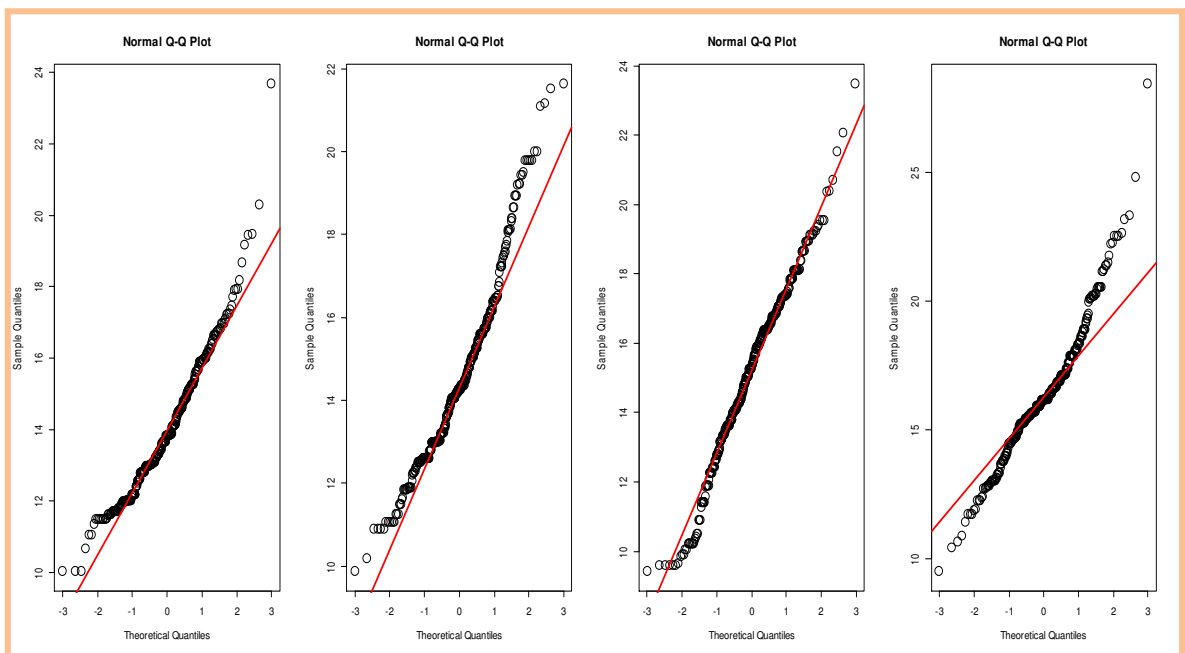 Normal Q-Q Plot
24
22
20
18
16
14
12
10
Sample Quantiles
-3 -2 -1 0 1 2 3
Theoretical Quantiles
Normal Q-Q Plot
22
20
18
16
14
12
10
Sample Quantiles
-3 -2 -1 0 1 2 3
Theoretical Quantiles
Normal Q-Q Plot
24
22
20
18
16
14
12
10
Sample Quantiles
-3 -2 -1 0 1 2 3
Theoretical Quantiles
Normal Q-Q Plot
25
20
15
10
Sample Quantiles
-3 -2 -1 0 1 2 3
Theoretical Quantiles